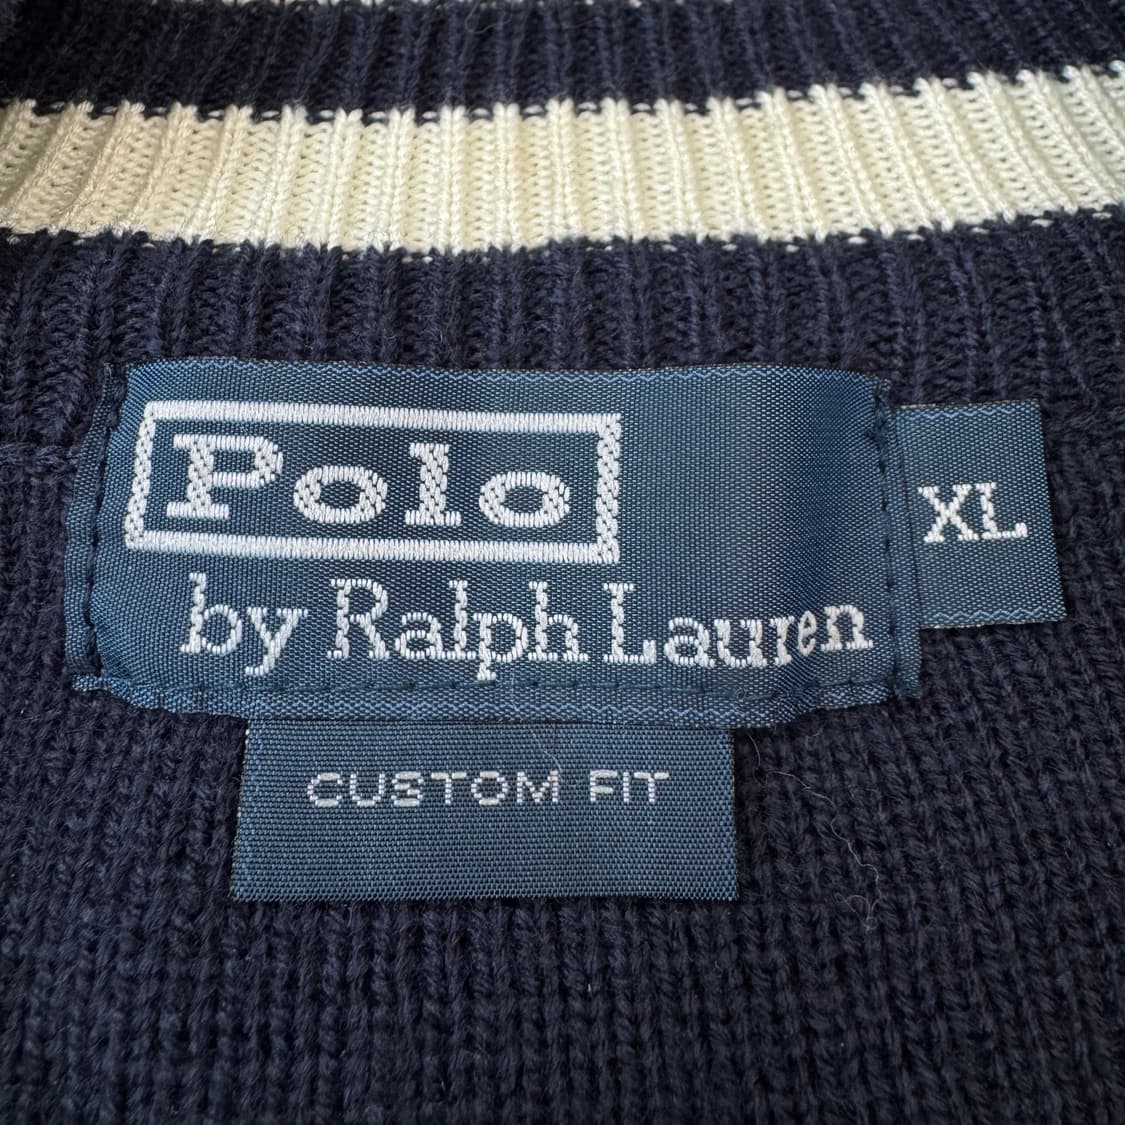 Polo
by Ralph Lauren
XL
CUSTOM FIT